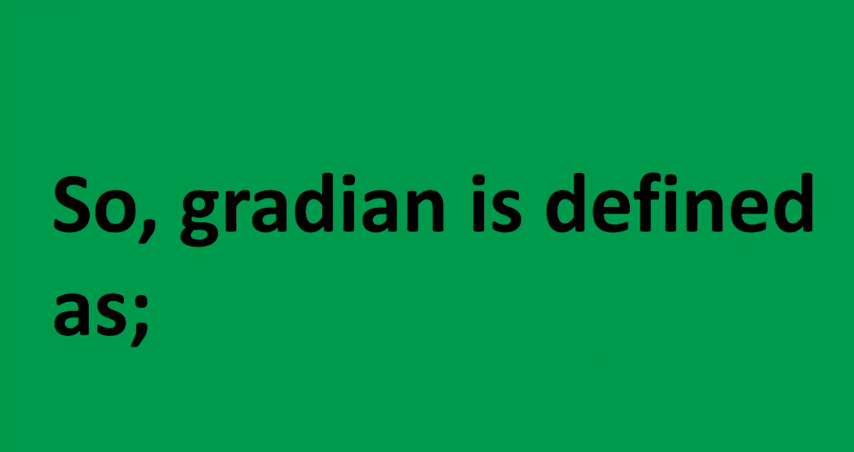 So, gradian is defined
as;